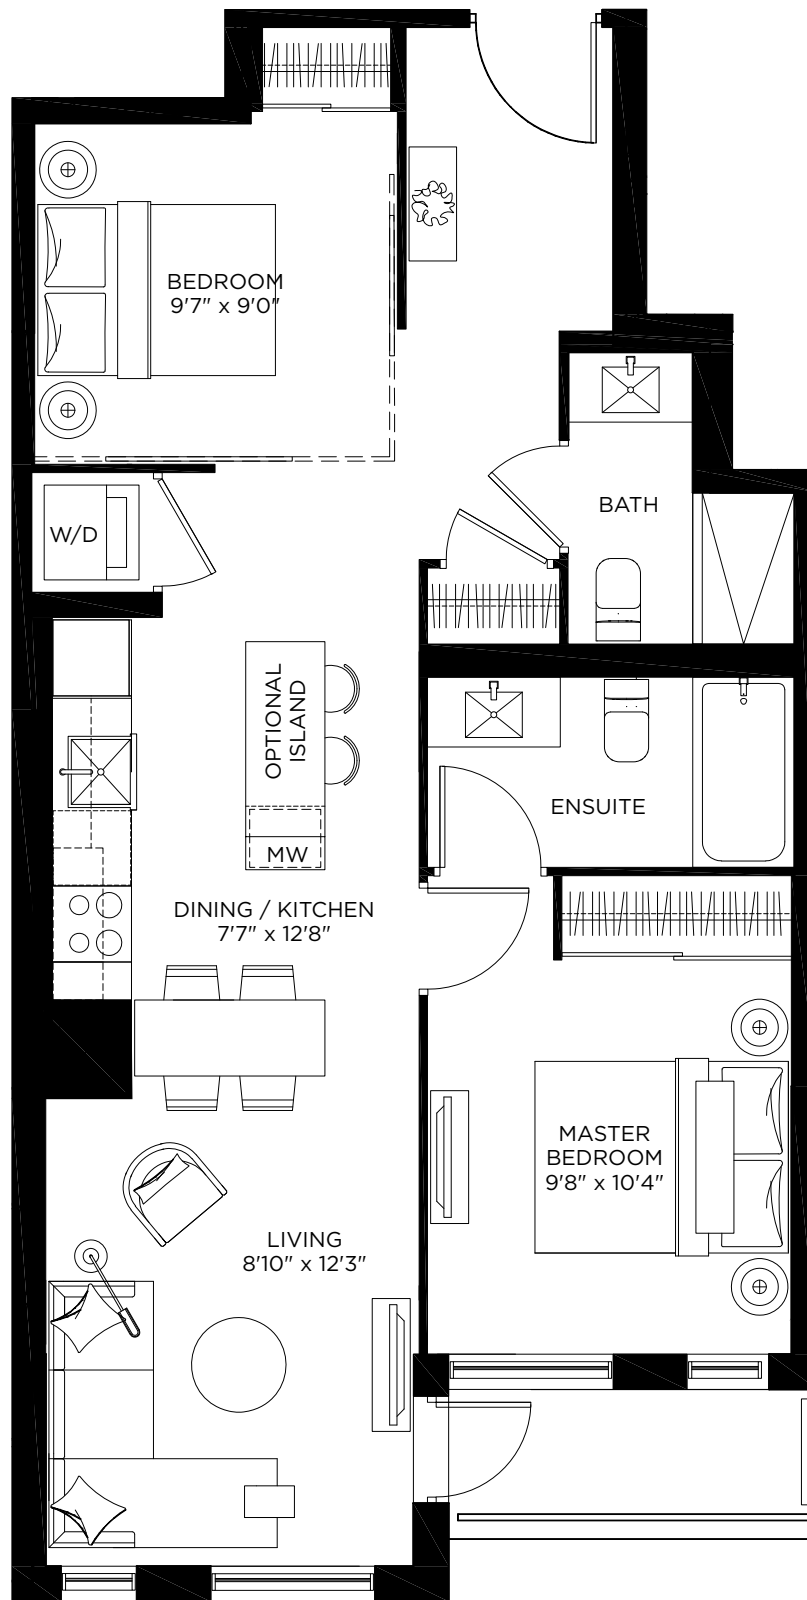 BEDROOM
9'7" x 9'0"
W/D
BATH
OPTIONAL
ISLAND
MW
ENSUITE
DINING / KITCHEN
7'7" x 12'8"
MASTER
BEDROOM
9'8" x 10'4"
LIVING
8'10" x 12'3"